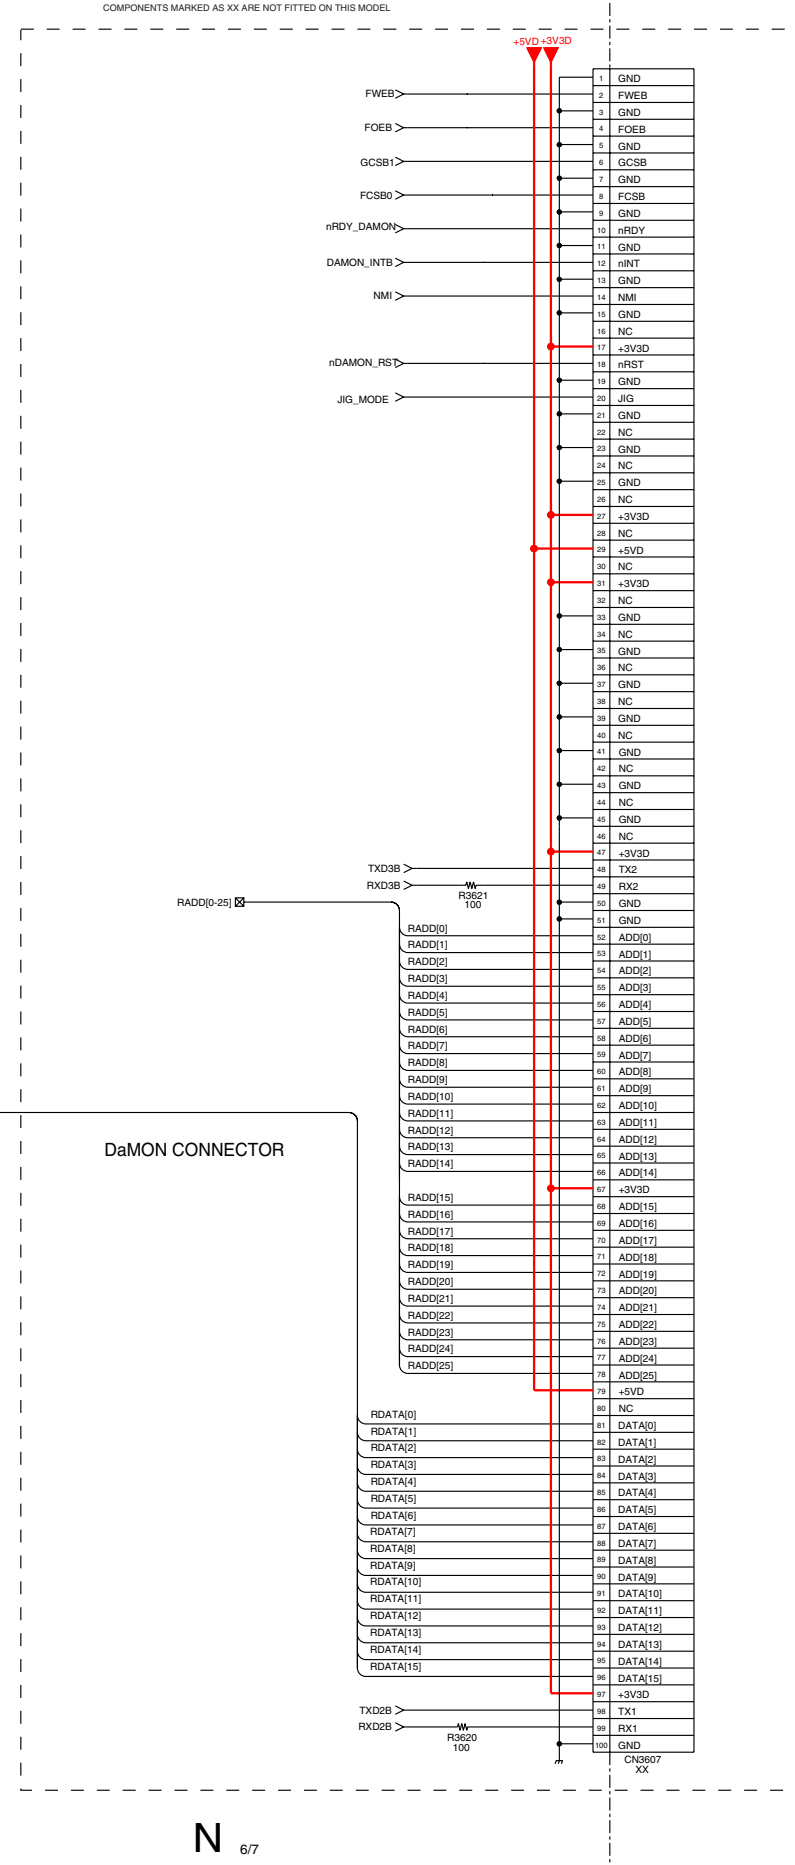 COMPONENTS MARKED AS XX ARE NOT FITTED ON THIS MODEL
+5VD +3V3D
1 GND
FWEB 2 FWEB
3 GND
FOEB 4 FOEB
5 GND
GCSB1 6 GCSB
7 GND
FCSB0 8 FCSB
9 GND
nRDY_DAMON 10 nRDY
11 GND
DAMON_INTB 12 nINT
13 GND
NMI 14 NMI
15 GND
16 NC
17 +3V3D
nDAMON_RST 18 nRST
19 GND
JIG_MODE 20 JIG
21 GND
22 NC
23 GND
24 NC
25 GND
26 NC
27 +3V3D
28 NC
29 +5VD
30 NC
31 +3V3D
32 NC
33 GND
34 NC
35 GND
36 NC
37 GND
38 NC
39 GND
40 NC
41 GND
42 NC
43 GND
44 NC
45 GND
46 NC
47 +3V3D
TXD3B 48 TX2
RXD3B R3621 100 49 RX2
RADD[0-25] 50 GND
51 GND
RADD[0] 52 ADD[0]
RADD[1] 53 ADD[1]
RADD[2] 54 ADD[2]
RADD[3] 55 ADD[3]
RADD[4] 56 ADD[4]
RADD[5] 57 ADD[5]
RADD[6] 58 ADD[6]
RADD[7] 59 ADD[7]
RADD[8] 60 ADD[8]
RADD[9] 61 ADD[9]
RADD[10] 62 ADD[10]
RADD[11] 63 ADD[11]
RADD[12] 64 ADD[12]
RADD[13] 65 ADD[13]
RADD[14] 66 ADD[14]
DaMON CONNECTOR
67 +3V3D
RADD[15] 68 ADD[15]
RADD[16] 69 ADD[16]
RADD[17] 70 ADD[17]
RADD[18] 71 ADD[18]
RADD[19] 72 ADD[19]
RADD[20] 73 ADD[20]
RADD[21] 74 ADD[21]
RADD[22] 75 ADD[22]
RADD[23] 76 ADD[23]
RADD[24] 77 ADD[24]
RADD[25] 78 ADD[25]
79 +5VD
80 NC
RDATA[0] 81 DATA[0]
RDATA[1] 82 DATA[1]
RDATA[2] 83 DATA[2]
RDATA[3] 84 DATA[3]
RDATA[4] 85 DATA[4]
RDATA[5] 86 DATA[5]
RDATA[6] 87 DATA[6]
RDATA[7] 88 DATA[7]
RDATA[8] 89 DATA[8]
RDATA[9] 90 DATA[9]
RDATA[10] 91 DATA[10]
RDATA[11] 92 DATA[11]
RDATA[12] 93 DATA[12]
RDATA[13] 94 DATA[13]
RDATA[14] 95 DATA[14]
RDATA[15] 96 DATA[15]
97 +3V3D
TXD2B 98 TX1
RXD2B R3620 100 99 RX1
100 GND
CN3607
XX
N 6/7